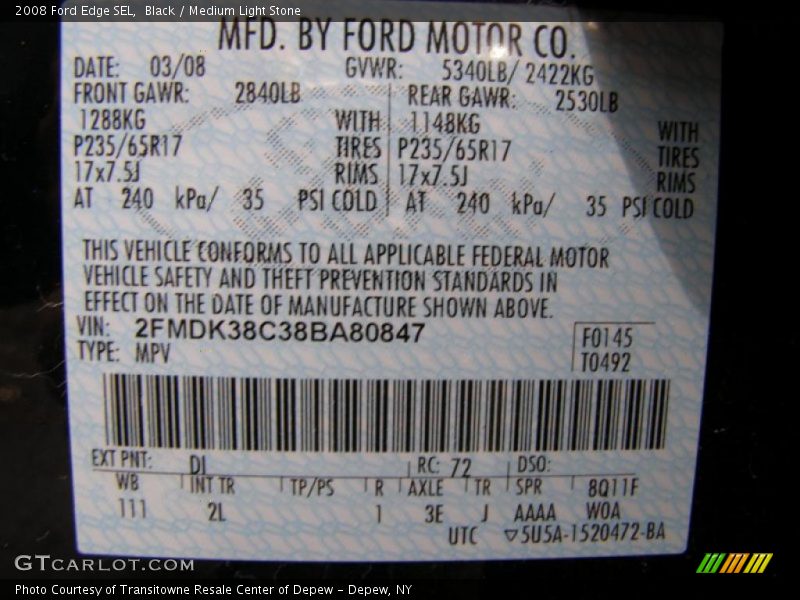 2008 Ford Edge SEL, Black / Medium Light Stone
MFD. BY FORD MOTOR CO.
DATE: 03/08 GVWR: 5340LB/ 2422KG
FRONT GAWR: 2840LB REAR GAWR: 2530LB
1288KG WITH 1148KG WITH
P235/65R17 TIRES P235/65R17 TIRES
17x7.5J RIMS 17x7.5J RIMS
AT 240 kPa/ 35 PSI COLD AT 240 kPa/ 35 PSI COLD
THIS VEHICLE CONFORMS TO ALL APPLICABLE FEDERAL MOTOR
VEHICLE SAFETY AND THEFT PREVENTION STANDARDS IN
EFFECT ON THE DATE OF MANUFACTURE SHOWN ABOVE.
VIN: 2FMDK38C38BA80847 F0145
TYPE: MPV T0492
EXT PNT: D1 RC: 72 DSO:
WB INT TR TP/PS R AXLE TR SPR 8Q11F
111 2L 1 3E J AAAA WOA
UTC ▽5U5A-1520472-BA
GTCARLOT.COM
Photo Courtesy of Transitowne Resale Center of Depew – Depew, NY